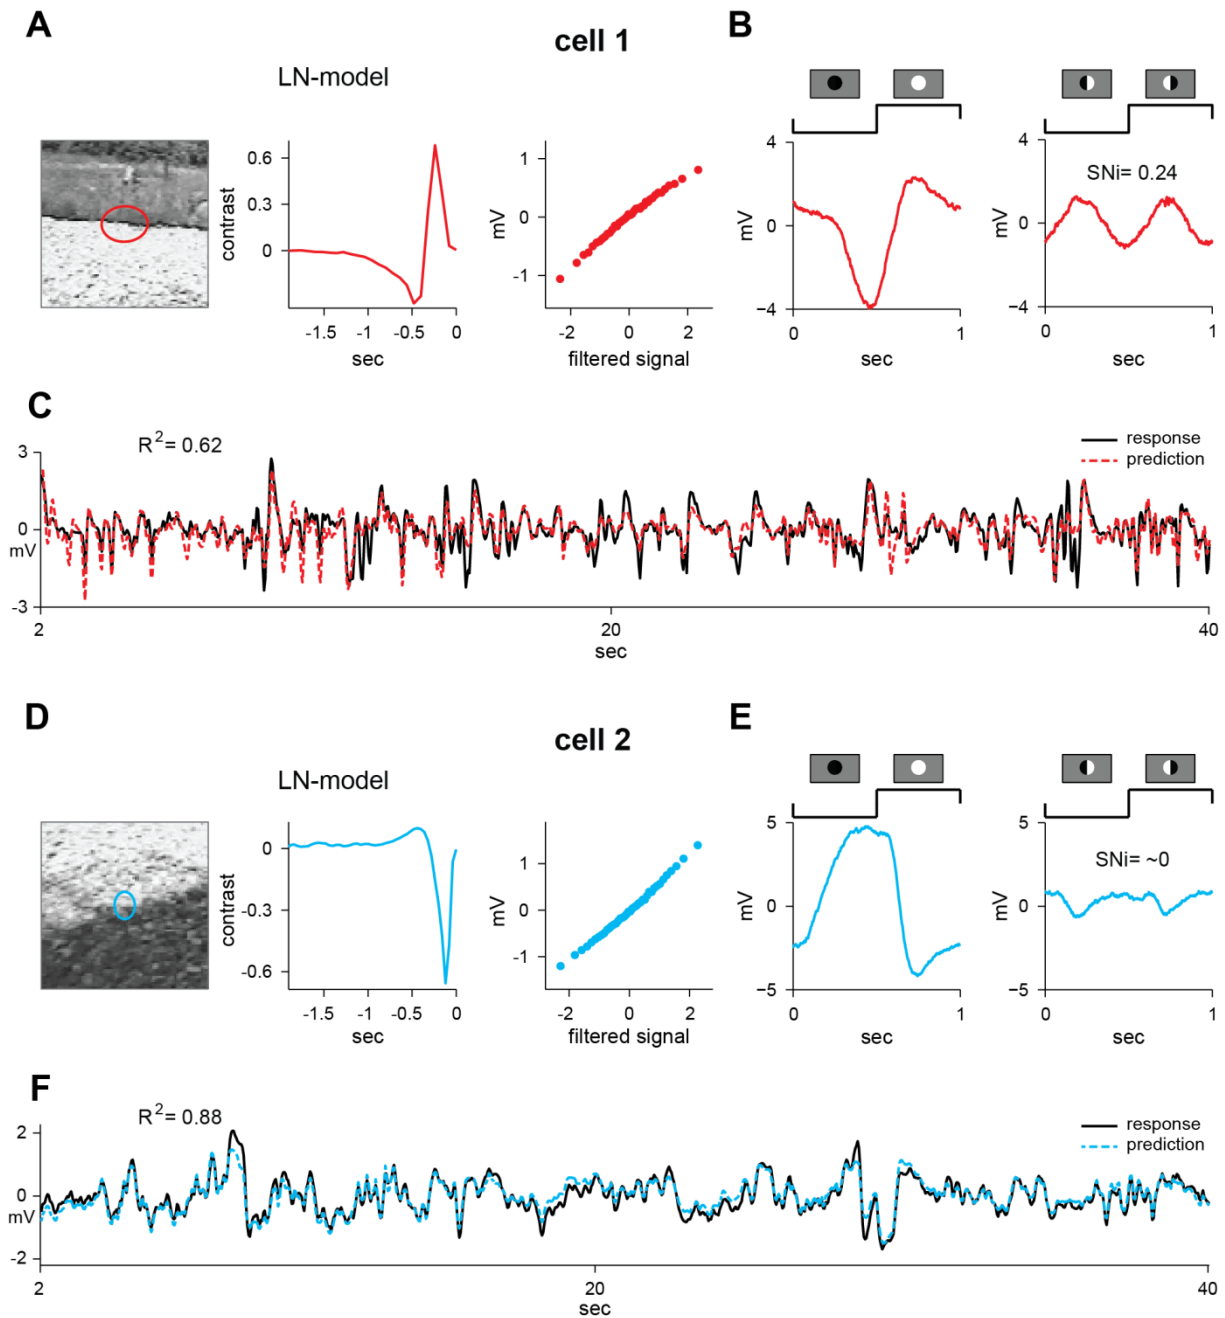 A
cell 1
B
LN-model
contrast
0.6
0.3
0
-1.5
-1
-0.5
0
sec
mV
1
0
-1
-2
0
2
filtered signal
mV
4
0
−4
0
1
sec
mV
4
0
−4
SNi= 0.24
0
1
sec
C
R²= 0.62
response
prediction
3
0
mV
-3
2
20
40
sec
D
cell 2
E
LN-model
contrast
0
-0.3
-0.6
-1.5
-1
-0.5
0
sec
mV
1
0
-1
-2
0
2
filtered signal
mV
5
0
−5
0
1
sec
mV
5
0
−5
SNi= ~0
0
1
sec
F
R²= 0.88
response
prediction
2
0
mV
-2
2
20
40
sec